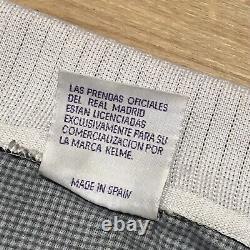 LAS PRENDAS OFICIALES
DEL REAL MADRID
ESTAN LICENCIADAS
EXCLUSIVAMENTE PARA SU
COMERCIALIZACION POR
LA MARCA KELME.
MADE IN SPAIN